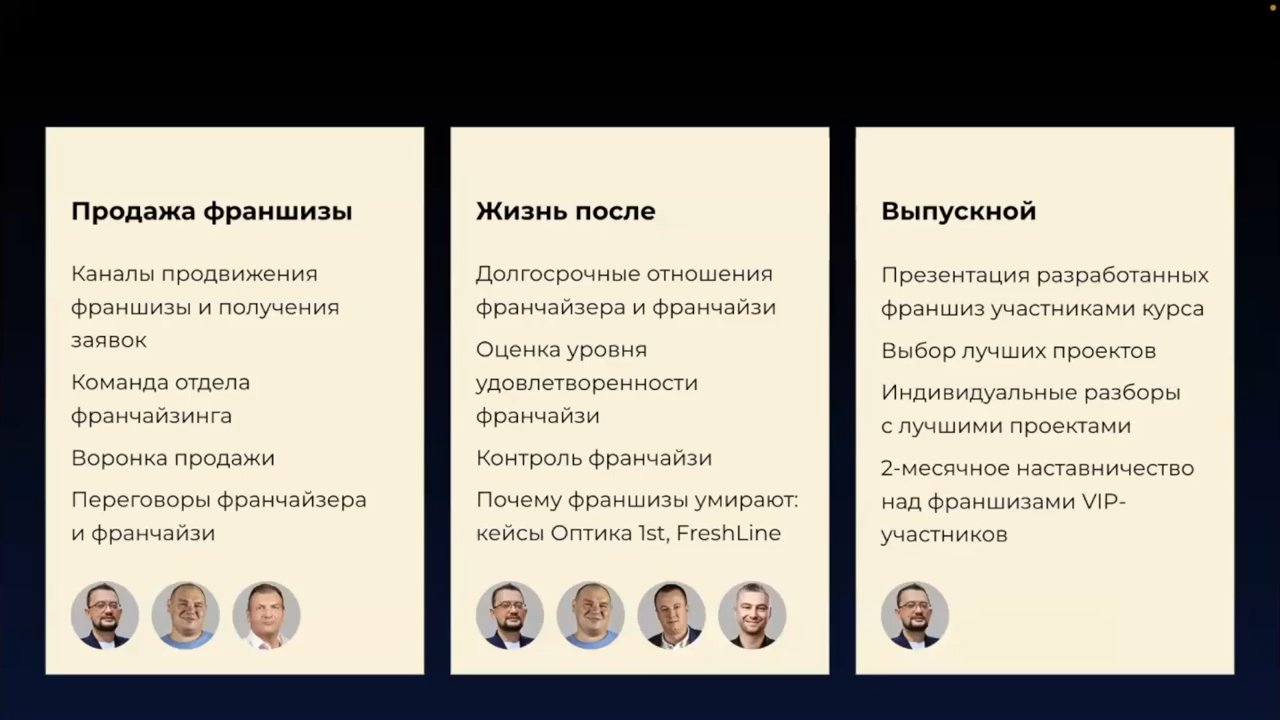 Продажа франшизы
Каналы продвижения
франшизы и получения
заявок
Команда отдела
франчайзинга
Воронка продажи
Переговоры франчайзера
и франчайзи
Жизнь после
Долгосрочные отношения
франчайзера и франчайзи
Оценка уровня
удовлетворенности
франчайзи
Контроль франчайзи
Почему франшизы умирают:
кейсы Оптика 1st, FreshLine
Выпускной
Презентация разработанных
франшиз участниками курса
Выбор лучших проектов
Индивидуальные разборы
с лучшими проектами
2-месячное наставничество
над франшизами VIP-
участников